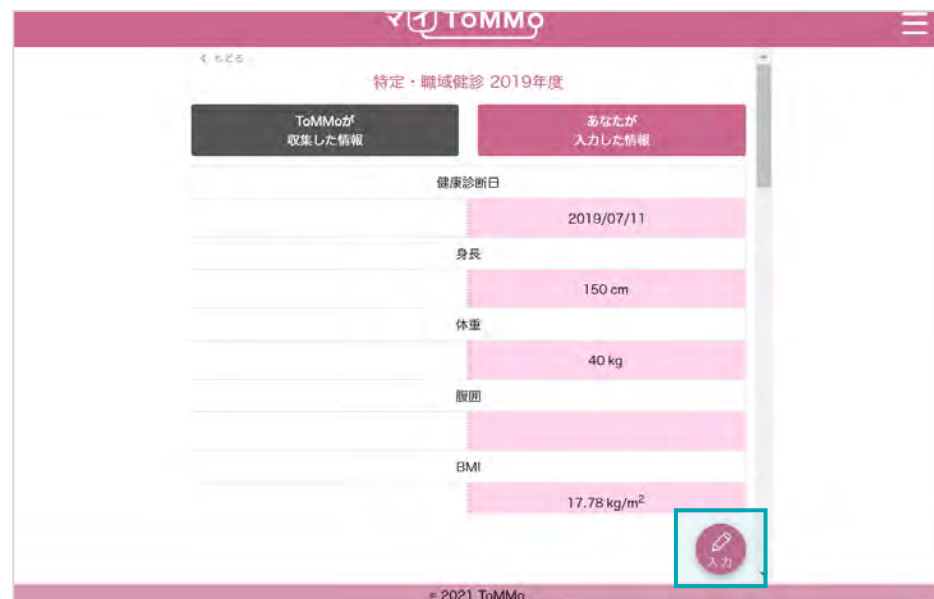 マイToMMo
もどる
特定・職域健診 2019年度
ToMMoが
収集した情報
あなたが
入力した情報
健康診断日
2019/07/11
身長
150 cm
体重
40 kg
腹囲
BMI
17.78 kg/m²
入力
© 2021 ToMMo